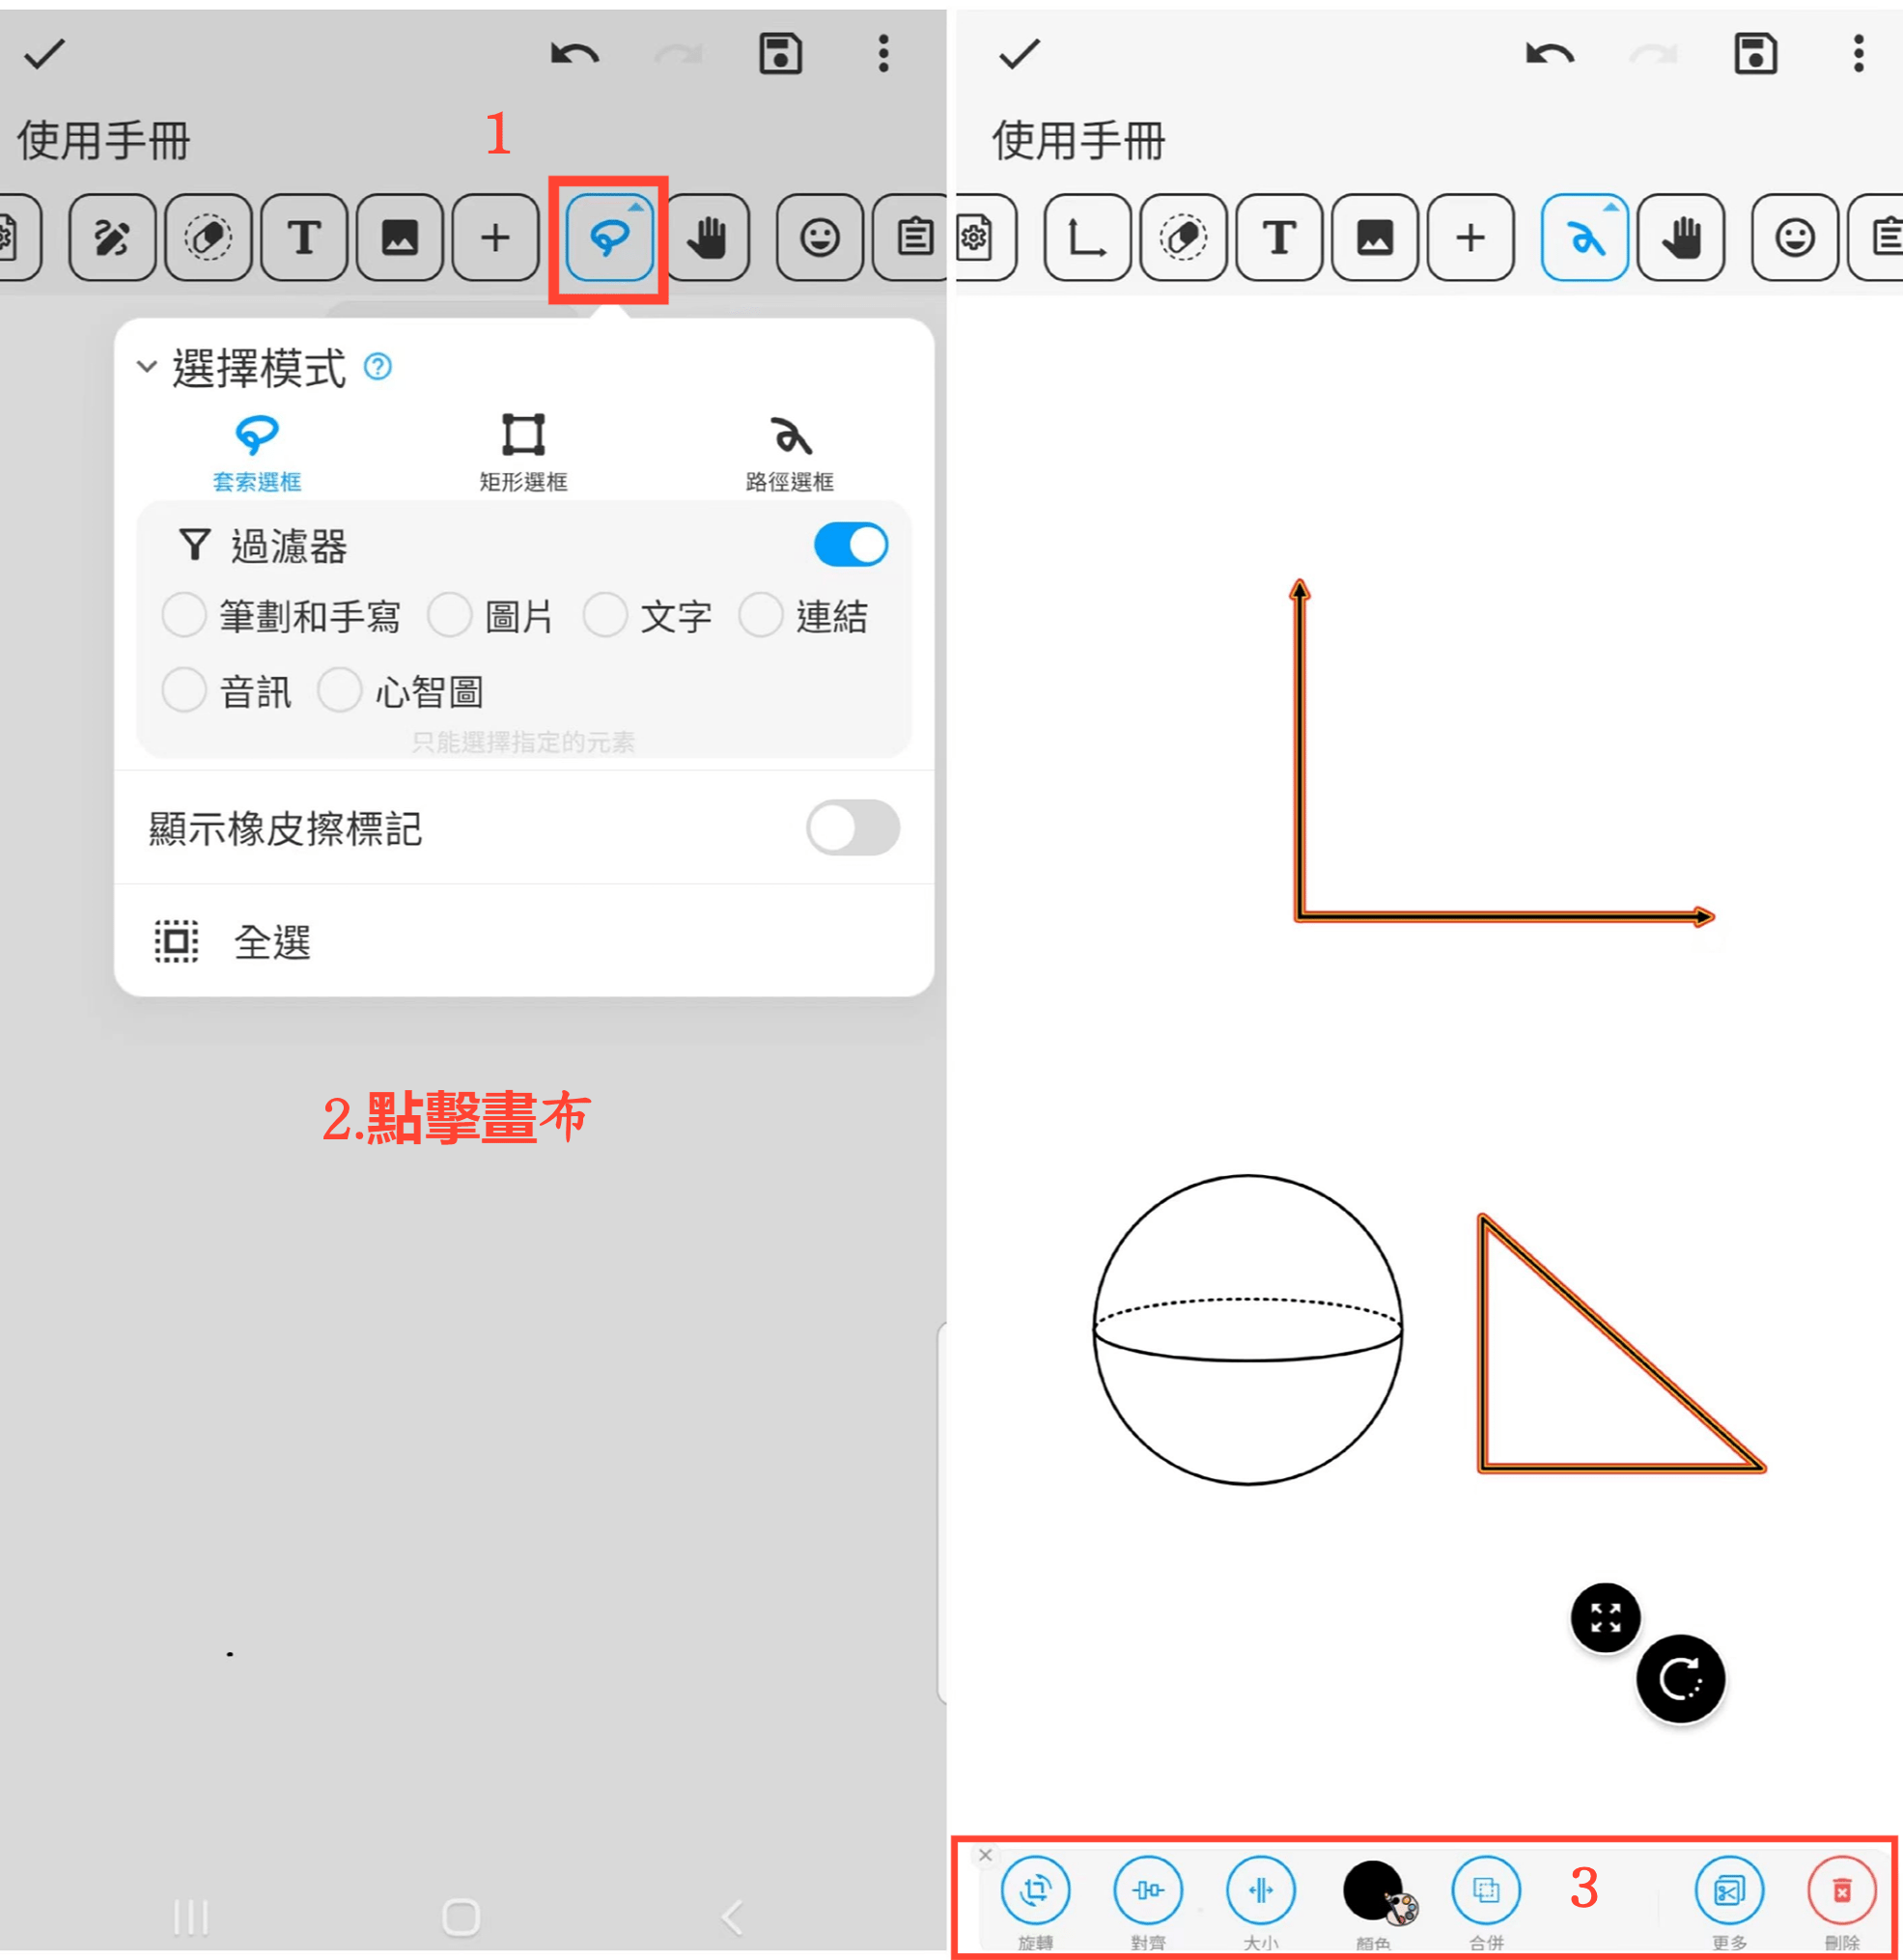 使用手冊
1
T
選擇模式 ?
套索選框 矩形選框 路徑選框
過濾器
筆劃和手寫 圖片 文字 連結
音訊 心智圖
只能選擇指定的元素
顯示橡皮擦標記
全選
2.點擊畫布
使用手冊
T
3
旋轉 對齊 大小 顏色 合併 更多 刪除